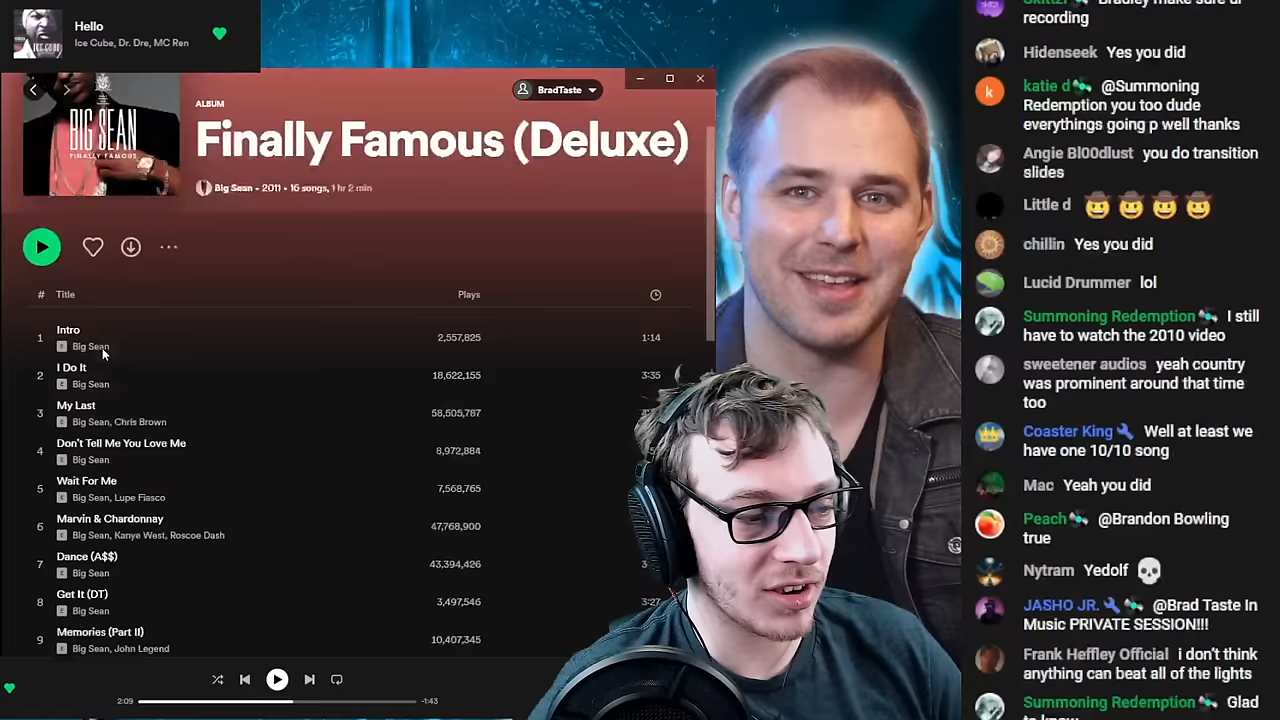 Hello
Ice Cube, Dr. Dre, MC Ren
BradTaste
BIG SEAN
FINALLY FAMOUS
ALBUM
Finally Famous (Deluxe)
Big Sean • 2011 • 16 songs, 1 hr 2 min
# Title Plays
1 Intro 2,557,825 1:14
E Big Sean
2 I Do It 18,622,155 3:35
E Big Sean
3 My Last 58,505,787
E Big Sean, Chris Brown
4 Don't Tell Me You Love Me 8,972,884
E Big Sean
5 Wait For Me 7,568,765
E Big Sean, Lupe Fiasco
6 Marvin & Chardonnay 47,768,900
E Big Sean, Kanye West, Roscoe Dash
7 Dance (A$$) 43,394,426
E Big Sean
8 Get It (DT) 3,497,546 3:27
E Big Sean
9 Memories (Part II) 10,407,345
E Big Sean, John Legend
2:09 -1:43
recording
Hidenseek Yes you did
katie d @Summoning
Redemption you too dude
everythings going p well thanks
Angie Bl00dlust you do transition
slides
Little d
chillin Yes you did
Lucid Drummer lol
Summoning Redemption I still
have to watch the 2010 video
sweetener audios yeah country
was prominent around that time
too
Coaster King Well at least we
have one 10/10 song
Mac Yeah you did
Peach @Brandon Bowling
true
Nytram Yedolf
JASHO JR. @Brad Taste In
Music PRIVATE SESSION!!!
Frank Heffley Official i don't think
anything can beat all of the lights
Summoning Redemption Glad